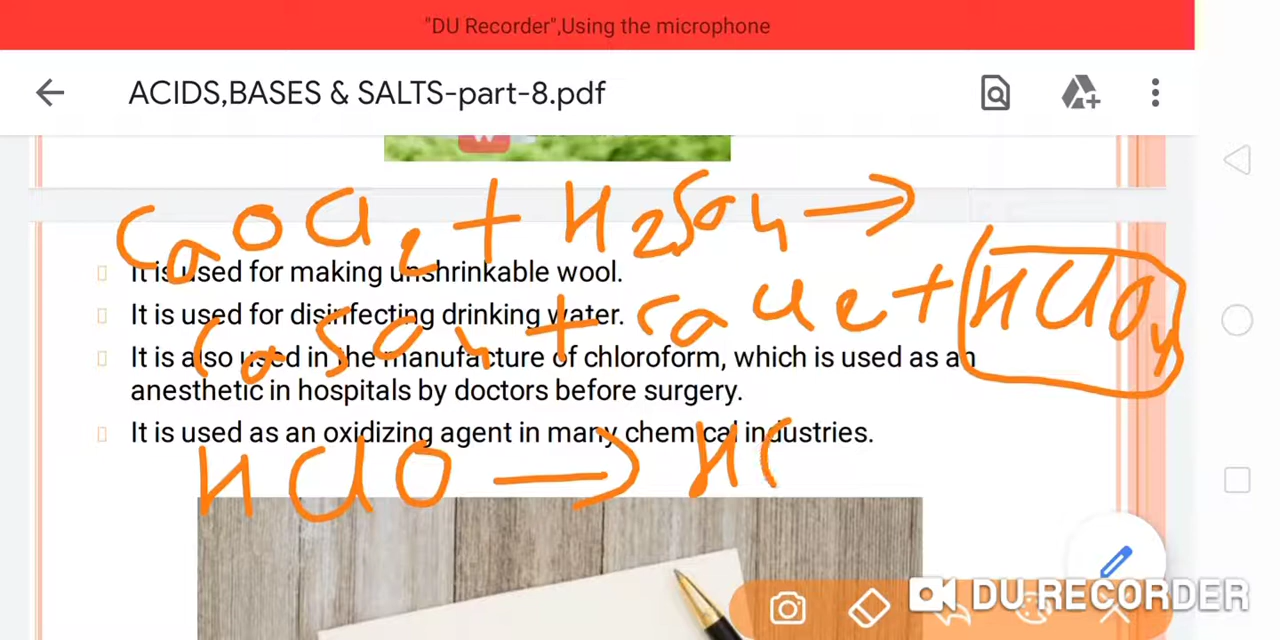 "DU Recorder",Using the microphone
ACIDS,BASES & SALTS-part-8.pdf
CaOCl2 + H2SO4 →
It is used for making unshrinkable wool.
CaSO4 + CaCl2 + HClO
It is used for disinfecting drinking water.
It is also used in the manufacture of chloroform, which is used as an
anesthetic in hospitals by doctors before surgery.
It is used as an oxidizing agent in many chemical industries.
HClO → HC
DU RECORDER